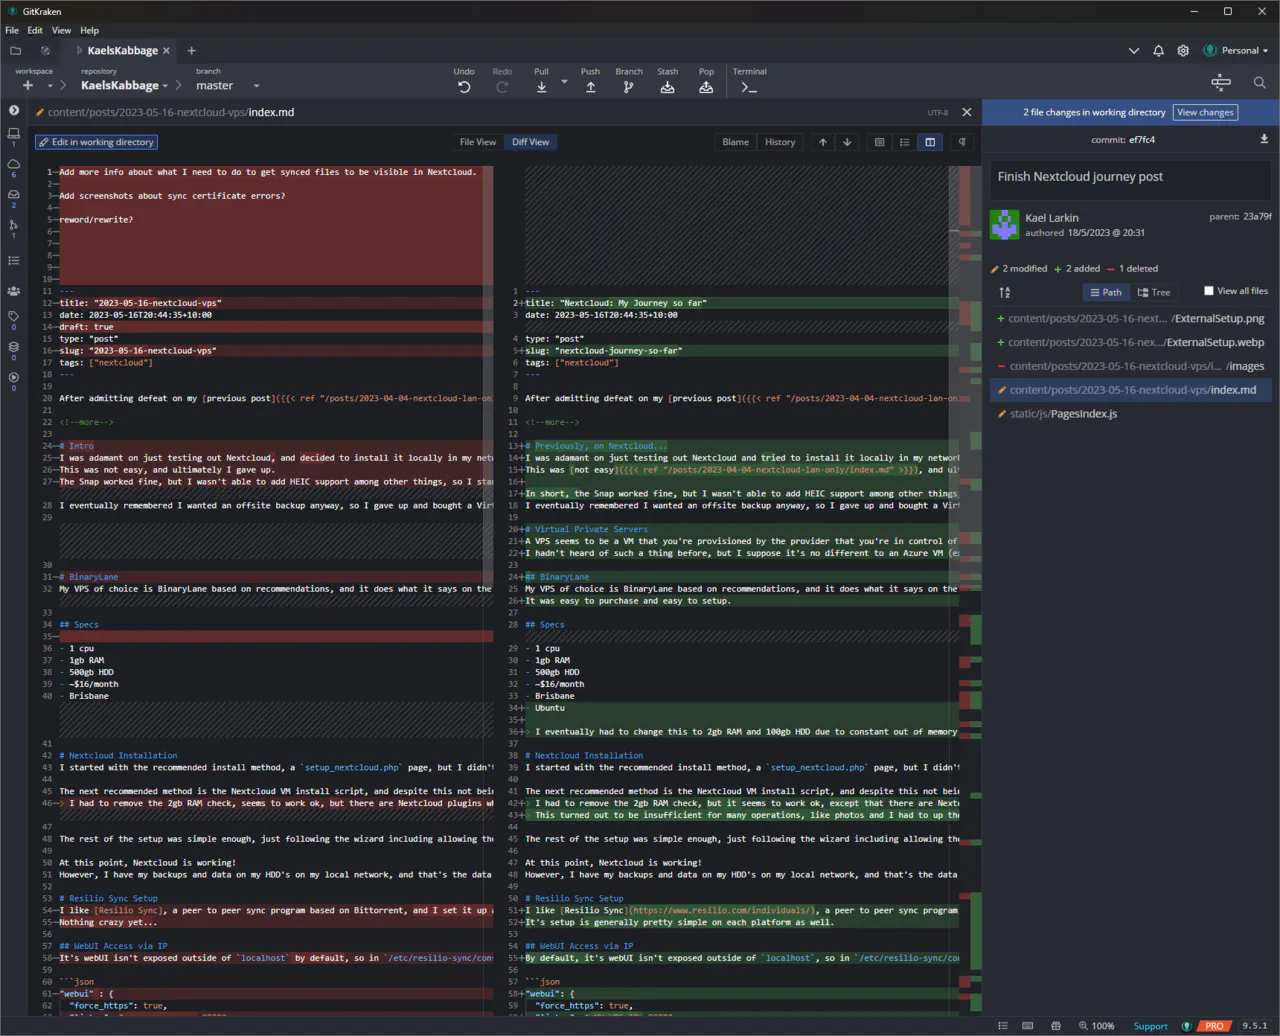 GitKraken
File Edit View Help
KaelsKabbage
Personal
workspace
repository
KaelsKabbage
branch
master
Undo Redo Pull Push Branch Stash Pop Terminal
content/posts/2023-05-16-nextcloud-vps/index.md
UTF-8
Edit in working directory
File View Diff View
Blame History
1
6
2
1
0
0
0
1 Add more info about what I need to do to get synced files to be visible in Nextcloud.
2
3 Add screenshots about sync certificate errors?
4
5 reword/rewrite?
6
7
8
9
10
11 ---
12 title: "2023-05-16-nextcloud-vps"
13 date: 2023-05-16T20:44:35+10:00
14 draft: true
15 type: "post"
16 slug: "2023-05-16-nextcloud-vps"
17 tags: ["nextcloud"]
18 ---
19
20 After admitting defeat on my [previous post]({{< ref "/posts/2023-04-04-nextcloud-lan-on
21
22 <!--more-->
23
24 # Intro
25 I was adamant on just testing out Nextcloud, and decided to install it locally in my net
26 This was not easy, and ultimately I gave up.
27 The Snap worked fine, but I wasn't able to add HEIC support among other things, so I sta
28 I eventually remembered I wanted an offsite backup anyway, so I gave up and bought a Vir
29
30
31 # BinaryLane
32 My VPS of choice is BinaryLane based on recommendations, and it does what it says on the
33
34 ## Specs
35
36 - 1 cpu
37 - 1gb RAM
38 - 500gb HDD
39 - ~$16/month
40 - Brisbane
41
42 # Nextcloud Installation
43 I started with the recommended install method, a `setup_nextcloud.php` page, but I didn'
44
45 The next recommended method is the Nextcloud VM install script, and despite this not bei
46 > I had to remove the 2gb RAM check, seems to work ok, but there are Nextcloud plugins w
47
48 The rest of the setup was simple enough, just following the wizard including allowing the
49
50 At this point, Nextcloud is working!
51 However, I have my backups and data on my HDD's on my local network, and that's the data
52
53 # Resilio Sync Setup
54 I like [Resilio Sync], a peer to peer sync program based on Bittorrent, and I set it up
55 Nothing crazy yet...
56
57 ## WebUI Access via IP
58 It's webUI isn't exposed outside of `localhost` by default, so in `/etc/resilio-sync/con
59
60 ```json
61 "webui" : {
62 "force_https": true,
1 ---
2 title: "Nextcloud: My Journey so far"
3 date: 2023-05-16T20:44:35+10:00
4 type: "post"
5 slug: "nextcloud-journey-so-far"
6 tags: ["nextcloud"]
7 ---
8
9 After admitting defeat on my [previous post]({{< ref "/posts/2023-04-04-nextcloud-lan-on
10
11 <!--more-->
12
13 # Previously, on Nextcloud...
14 I was adamant on just testing out Nextcloud and tried to install it locally in my networ
15 This was [not easy]({{< ref "/posts/2023-04-04-nextcloud-lan-only/index.md" >}}), and ul
16
17 In short, the Snap worked fine, but I wasn't able to add HEIC support among other things
18 I eventually remembered I wanted an offsite backup anyway, so I gave up and bought a Vir
19
20 # Virtual Private Servers
21 A VPS seems to be a VM that you're provisioned by the provider that you're in control of
22 I hadn't heard of such a thing before, but I suppose it's no different to an Azure VM (e
23
24 ## BinaryLane
25 My VPS of choice is BinaryLane based on recommendations, and it does what it says on the
26 It was easy to purchase and easy to setup.
27
28 ## Specs
29 - 1 cpu
30 - 1gb RAM
31 - 500gb HDD
32 - ~$16/month
33 - Brisbane
34 - Ubuntu
35
36 I eventually had to change this to 2gb RAM and 100gb HDD due to constant out of memory
37
38 # Nextcloud Installation
39 I started with the recommended install method, a `setup_nextcloud.php` page, but I didn'
40
41 The next recommended method is the Nextcloud VM install script, and despite this not bei
42 > I had to remove the 2gb RAM check, but it seems to work ok, except that there are Next
43 > This turned out to be insufficient for many operations, like photos and I had to up th
44
45 The rest of the setup was simple enough, just following the wizard including allowing the
46
47 At this point, Nextcloud is working!
48 However, I have my backups and data on my HDD's on my local network, and that's the data
49
50 # Resilio Sync Setup
51 I like [Resilio Sync](https://www.resilio.com/individuals/), a peer to peer sync program
52 It's setup is generally pretty simple on each platform as well.
53
54 ## WebUI Access via IP
55 By default, it's webUI isn't exposed outside of `localhost`, so in `/etc/resilio-sync/co
56
57 ```json
58 "webui": {
59 "force_https": true,
2 file changes in working directory View changes
commit: ef7fc4
Finish Nextcloud journey post
Kael Larkin
authored 18/5/2023 @ 20:31
parent: 23a79f
2 modified + 2 added − 1 deleted
Path Tree View all files
+ content/posts/2023-05-16-next... /ExternalSetup.png
+ content/posts/2023-05-16-next.../ExternalSetup.webp
− content/posts/2023-05-16-nextcloud-vps/i... /images
content/posts/2023-05-16-nextcloud-vps/index.md
static/js/PagesIndex.js
100% Support PRO 9.5.1